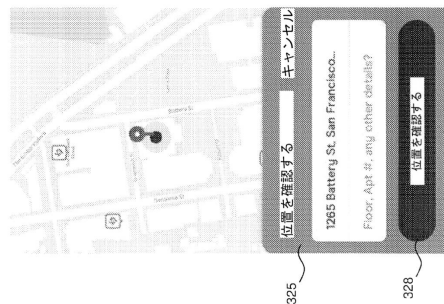 Battery St
Sansome St
位置を確認する
キャンセル
1265 Battery St, San Francisco...
Floor, Apt #, any other details?
位置を確認する
325
328